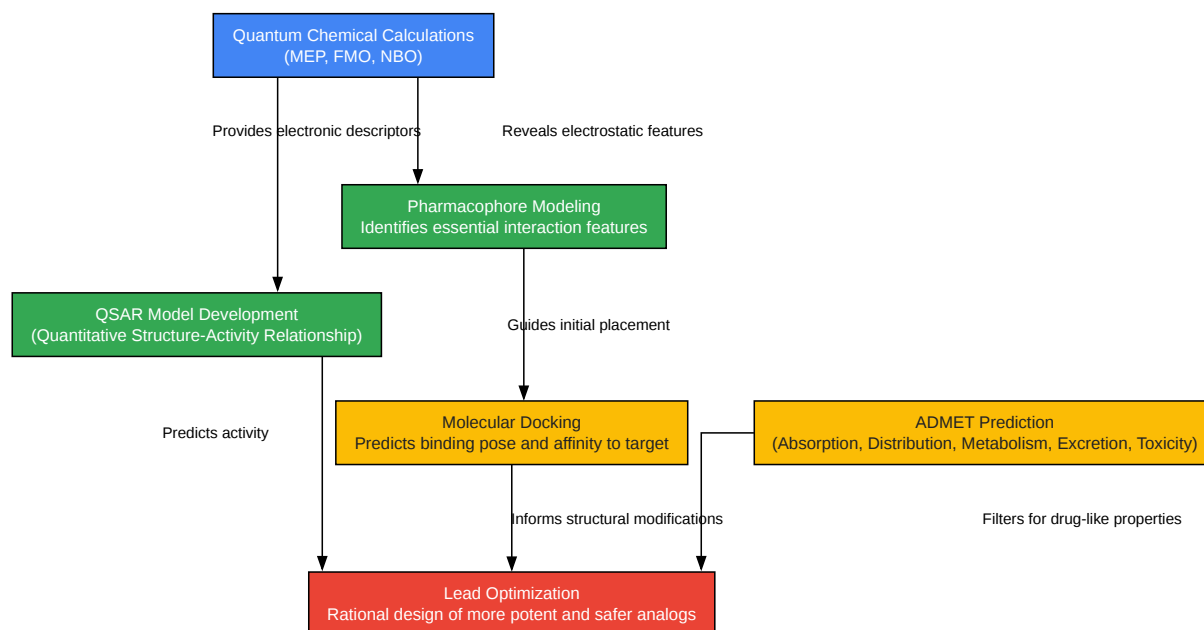 Quantum Chemical Calculations
(MEP, FMO, NBO)
Provides electronic descriptors
Reveals electrostatic features
Pharmacophore Modeling
Identifies essential interaction features
QSAR Model Development
(Quantitative Structure-Activity Relationship)
Guides initial placement
Molecular Docking
Predicts binding pose and affinity to target
ADMET Prediction
(Absorption, Distribution, Metabolism, Excretion, Toxicity)
Predicts activity
Informs structural modifications
Filters for drug-like properties
Lead Optimization
Rational design of more potent and safer analogs